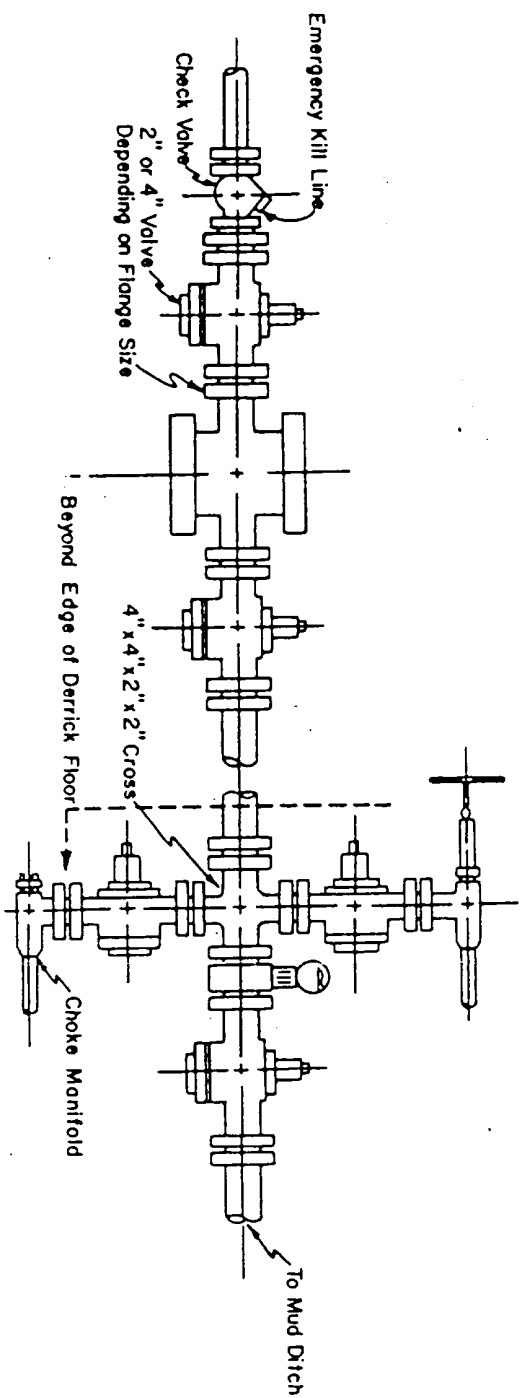 Emergency Kill Line
Check Valve
2" or 4" Valve
Depending on Flange Size
Beyond Edge of Derrick Floor
4"x4"x2"x2" Cross
Choke Manifold
To Mud Ditch